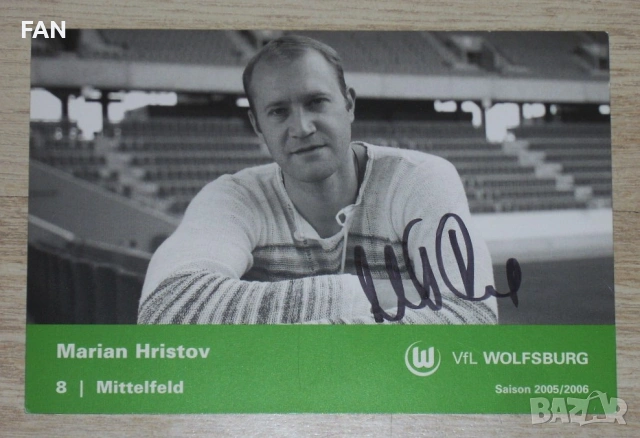 FAN
Marian Hristov
8 | Mittelfeld
W VfL WOLFSBURG
Saison 2005/2006
BAZAR